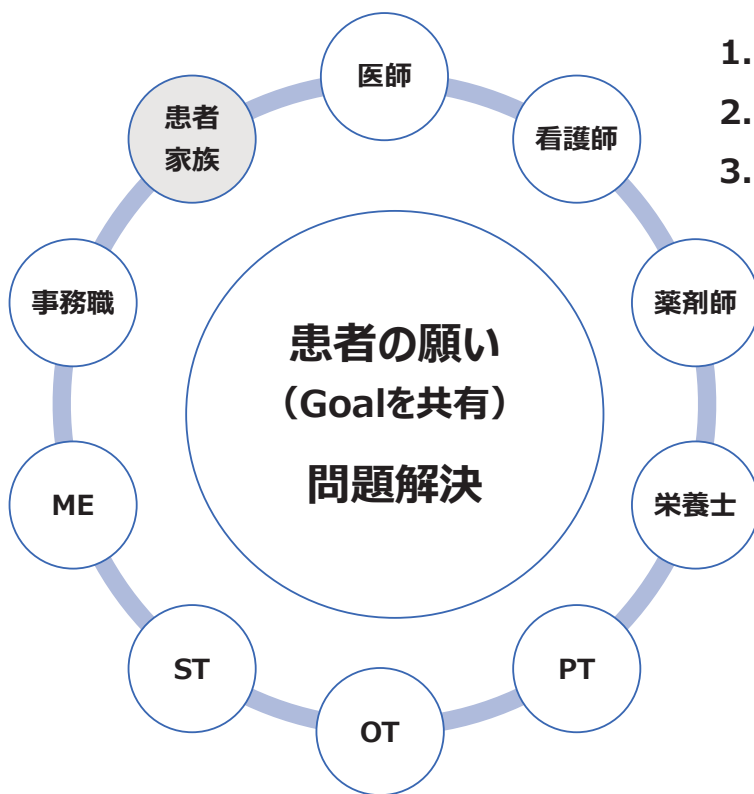 医師
看護師
薬剤師
栄養士
PT
OT
ST
ME
事務職
患者
家族
患者の願い
（Goalを共有）
問題解決
1.
2.
3.